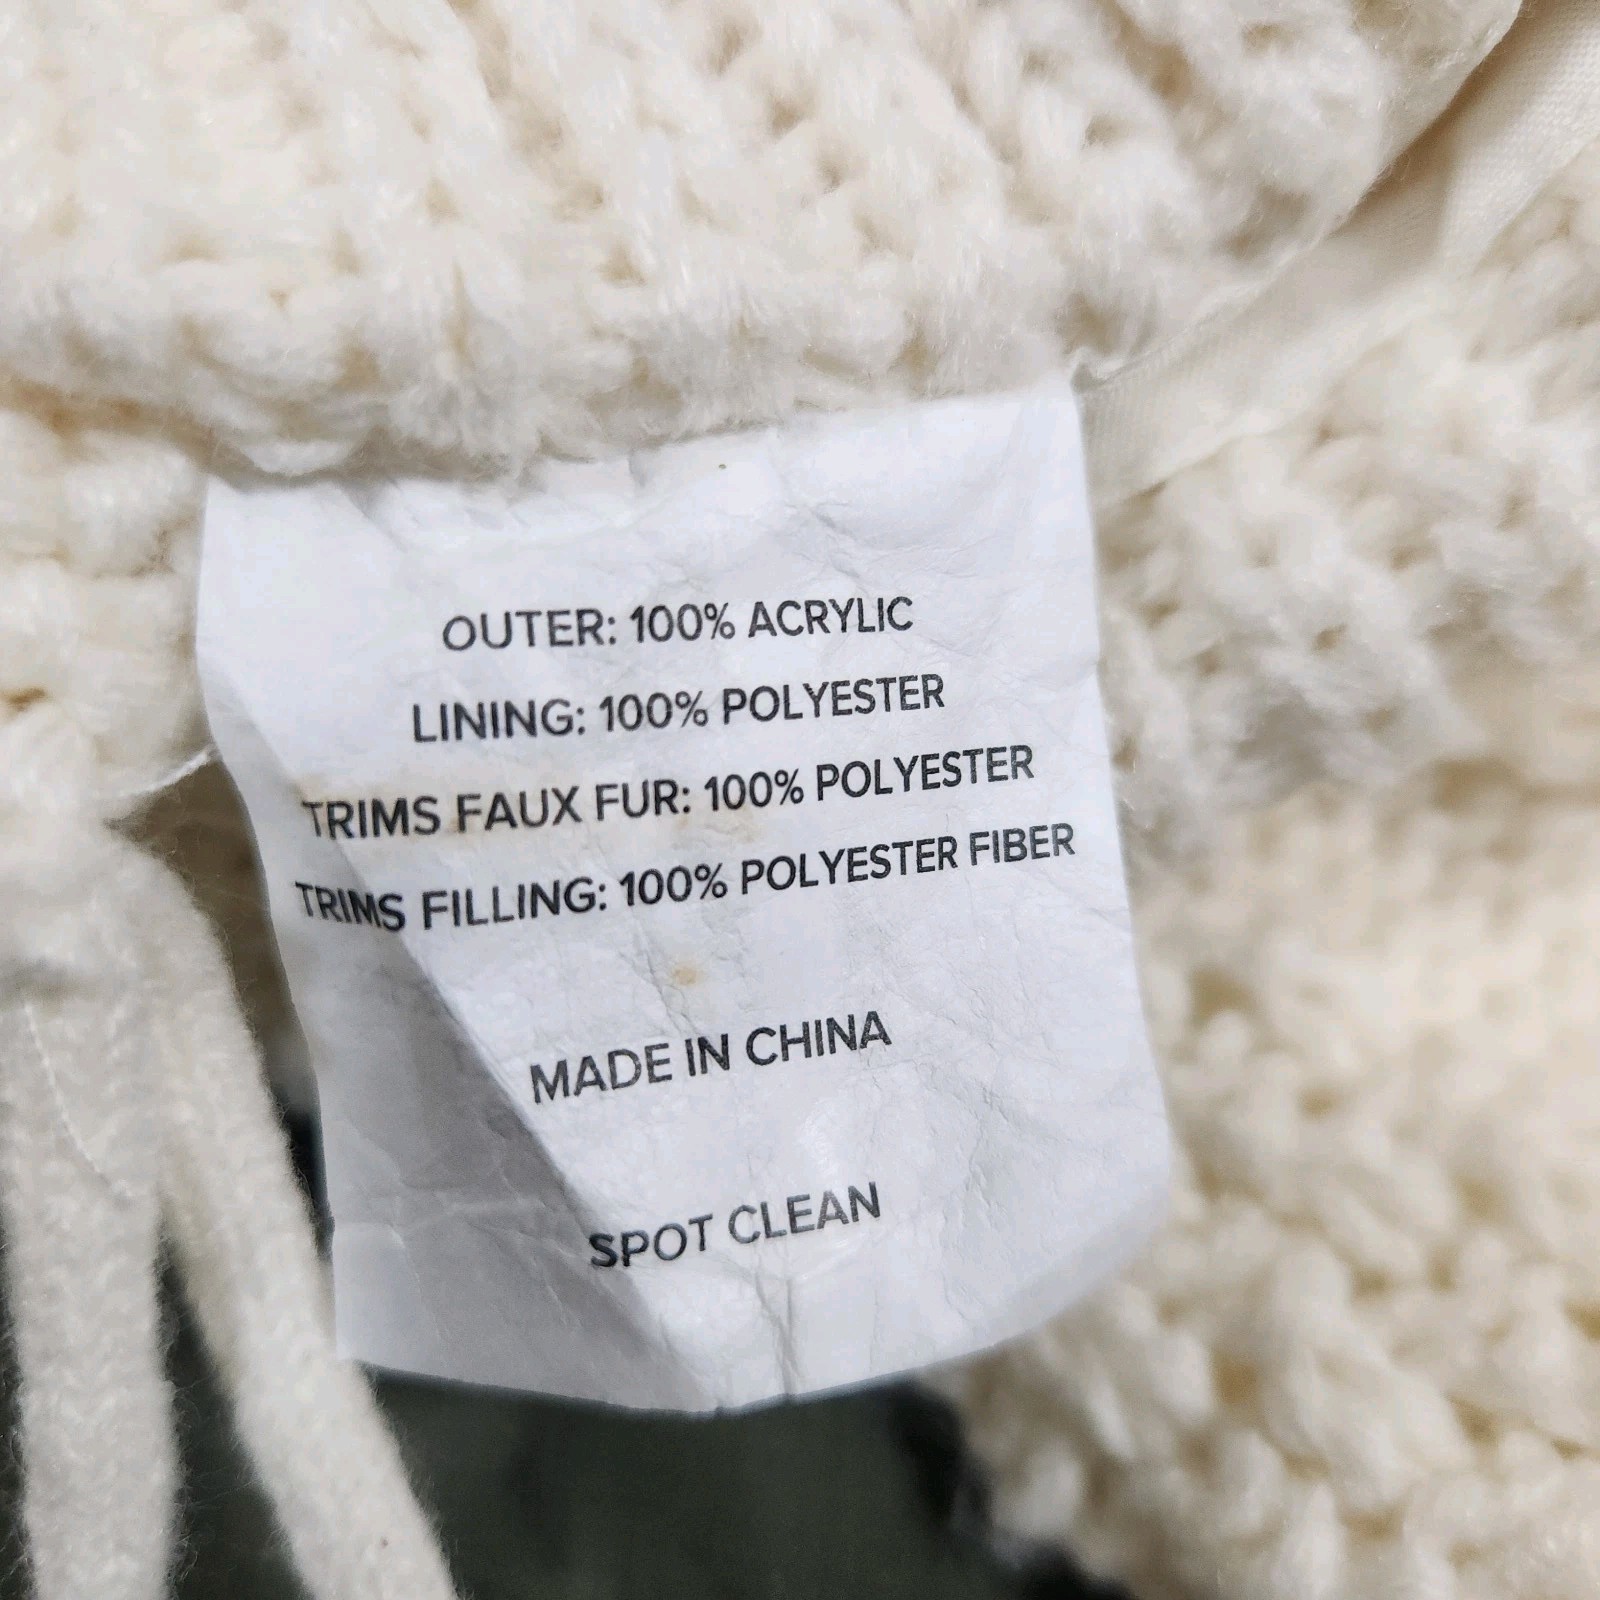 OUTER: 100% ACRYLIC
LINING: 100% POLYESTER
TRIMS FAUX FUR: 100% POLYESTER
TRIMS FILLING: 100% POLYESTER FIBER
MADE IN CHINA
SPOT CLEAN